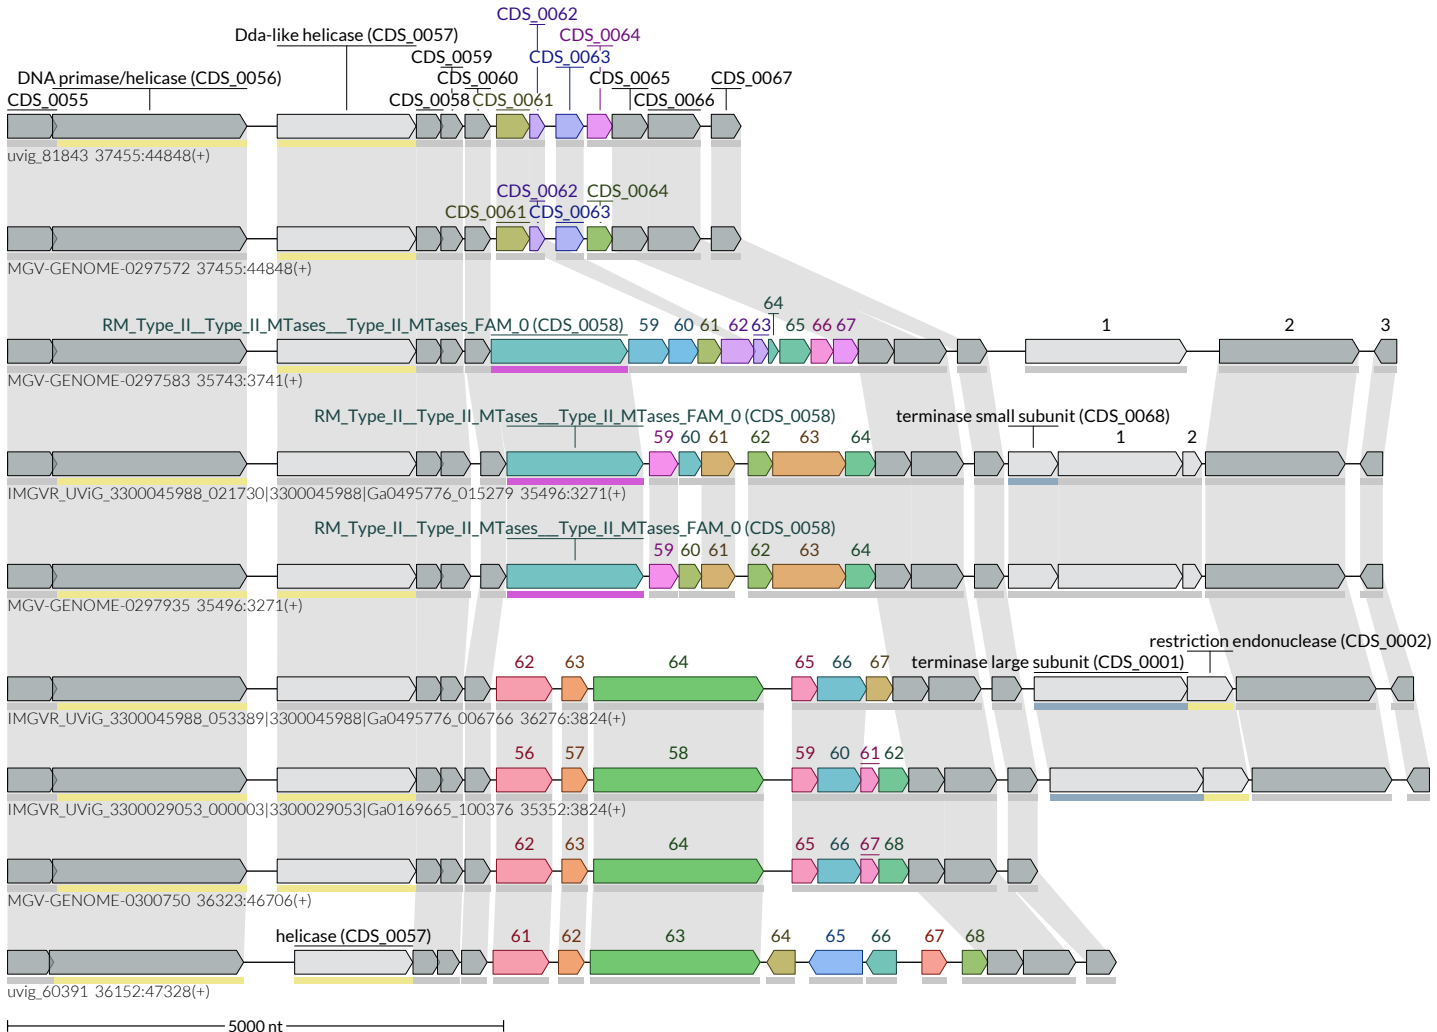 CDS_0062
Dda-like helicase (CDS_0057) CDS_0064
CDS_0059 CDS_0063
DNA primase/helicase (CDS_0056) CDS_0060 CDS_0065 CDS_0067
CDS_0055 CDS_0058 CDS_0061 CDS_0066
uvig_81843 37455:44848(+)
CDS_0062 CDS_0064
CDS_0061 CDS_0063
MGV-GENOME-0297572 37455:44848(+)
64
RM_Type_II__Type_II_MTases___Type_II_MTases_FAM_0 (CDS_0058) 59 60 61 62 63 65 66 67 1 2 3
MGV-GENOME-0297583 35743:3741(+)
RM_Type_II__Type_II_MTases___Type_II_MTases_FAM_0 (CDS_0058) terminase small subunit (CDS_0068)
59 60 61 62 63 64 1 2
IMGVR_UViG_3300045988_021730|3300045988|Ga0495776_015279 35496:3271(+)
RM_Type_II__Type_II_MTases___Type_II_MTases_FAM_0 (CDS_0058)
59 60 61 62 63 64
MGV-GENOME-0297935 35496:3271(+)
restriction endonuclease (CDS_0002)
62 63 64 65 66 67 terminase large subunit (CDS_0001)
IMGVR_UViG_3300045988_053389|3300045988|Ga0495776_006766 36276:3824(+)
56 57 58 59 60 61 62
IMGVR_UViG_3300029053_000003|3300029053|Ga0169665_100376 35352:3824(+)
62 63 64 65 66 67 68
MGV-GENOME-0300750 36323:46706(+)
helicase (CDS_0057) 61 62 63 64 65 66 67 68
uvig_60391 36152:47328(+)
5000 nt